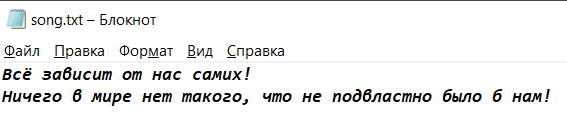 song.txt – Блокнот
Файл Правка Формат Вид Справка
Всё зависит от нас самих!
Ничего в мире нет такого, что не подвластно было б нам!